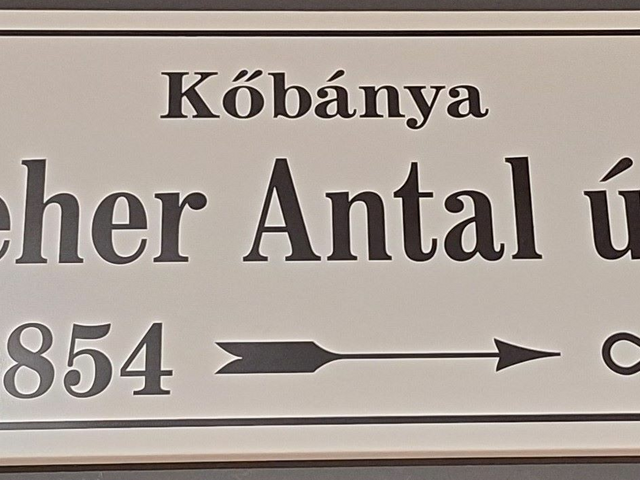 Kőbánya
eher Antal ú
854 → ∞